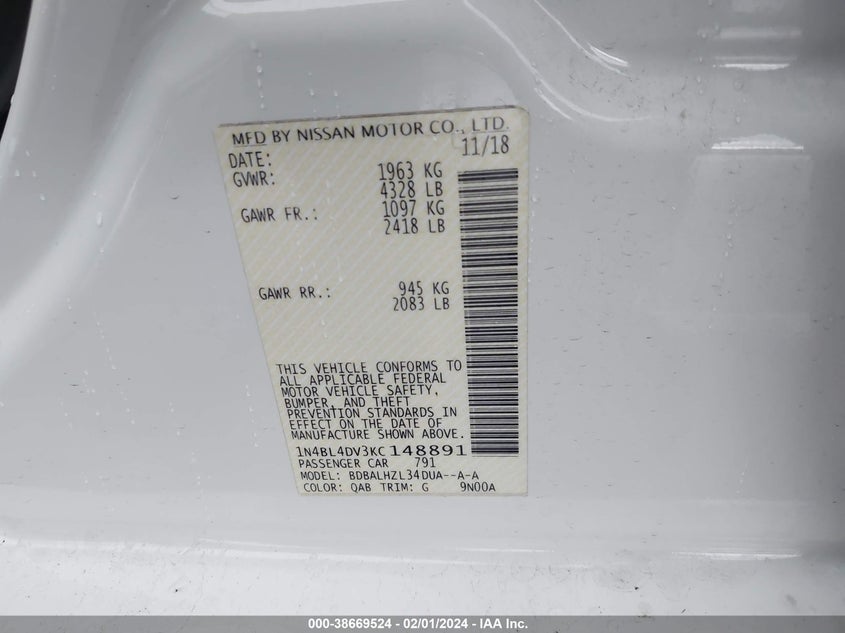 MFD BY NISSAN MOTOR CO., LTD.
DATE: 11/18
GVWR: 1963 KG
4328 LB
GAWR FR.: 1097 KG
2418 LB
GAWR RR.: 945 KG
2083 LB
THIS VEHICLE CONFORMS TO
ALL APPLICABLE FEDERAL
MOTOR VEHICLE SAFETY,
BUMPER, AND THEFT
PREVENTION STANDARDS IN
EFFECT ON THE DATE OF
MANUFACTURE SHOWN ABOVE.
1N4BL4DV3KC148891
PASSENGER CAR 791
MODEL: BDBALHZL34DUA--A-A
COLOR: QAB TRIM: G 9N00A
000-38669524 - 02/01/2024 - IAA Inc.